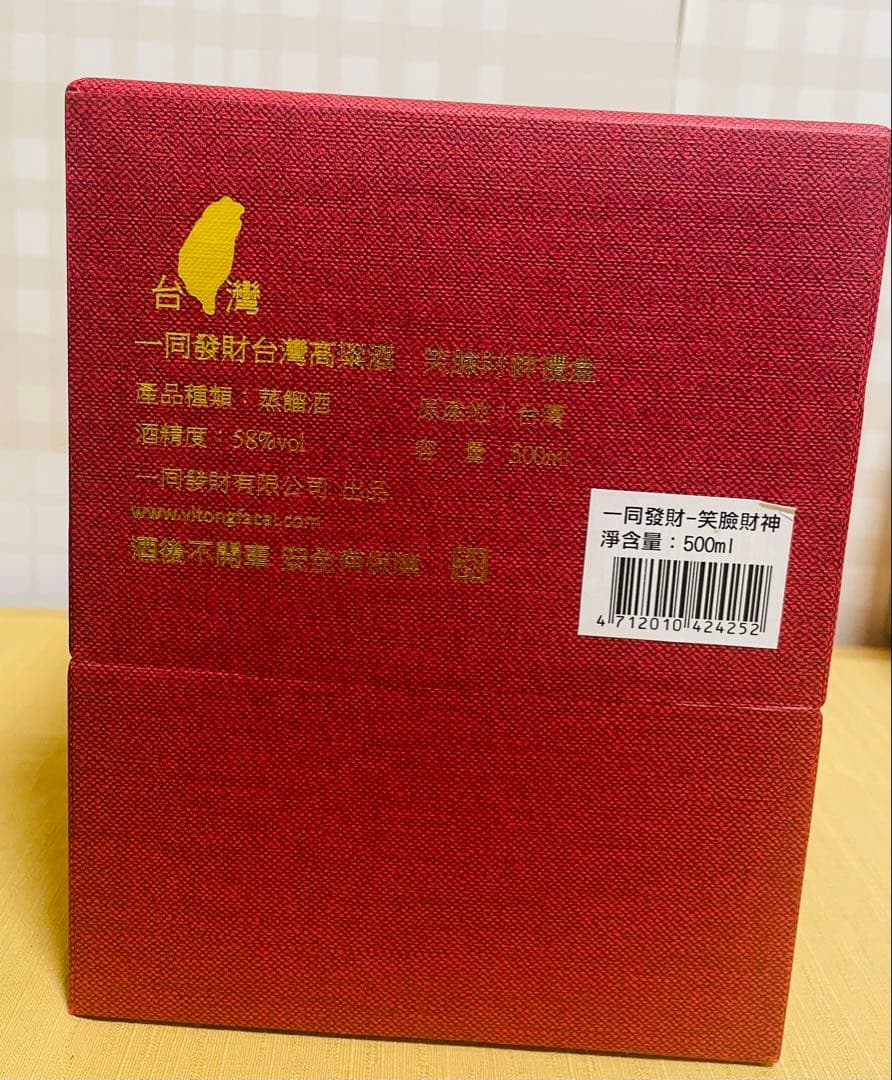 台灣
一同發財台灣高粱酒 笑臉財神禮盒
產品種類：蒸餾酒 原產地：台灣
酒精度：58%vol 容 量：500ml
一同發財有限公司 出品
www.yitongfacai.com
酒後不開車 安全有保障
一同發財-笑臉財神
淨含量：500ml
4 712010 424252